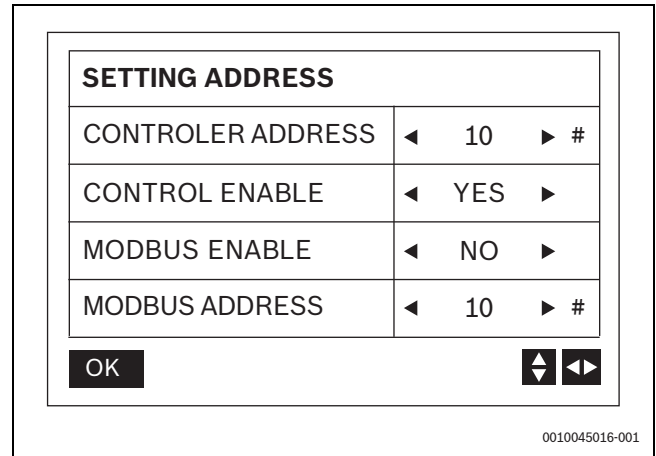 SETTING ADDRESS
CONTROLER ADDRESS ◀ 10 ▶ #
CONTROL ENABLE ◀ YES ▶
MODBUS ENABLE ◀ NO ▶
MODBUS ADDRESS ◀ 10 ▶ #
OK
0010045016-001